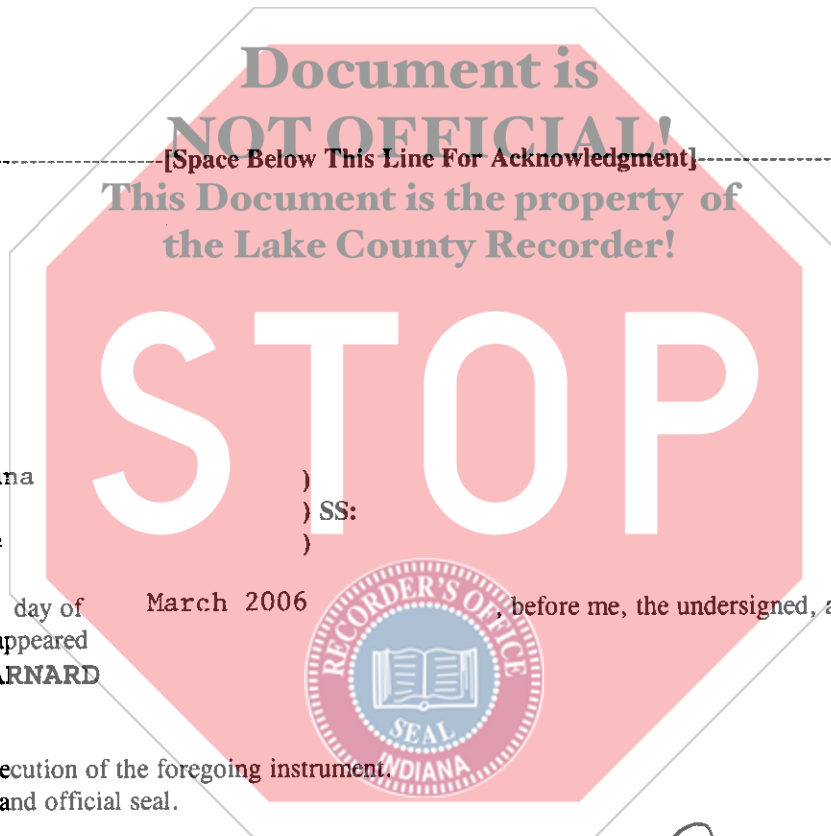 Document is
NOT OFFICIAL!
[Space Below This Line For Acknowledgment]
This Document is the property of
the Lake County Recorder!
STOP
)
) SS:
)
day of March 2006 , before me, the undersigned,
appeared
RECORDER'S OFFICE
SEAL
INDIANA
ecution of the foregoing instrument.
and official seal.